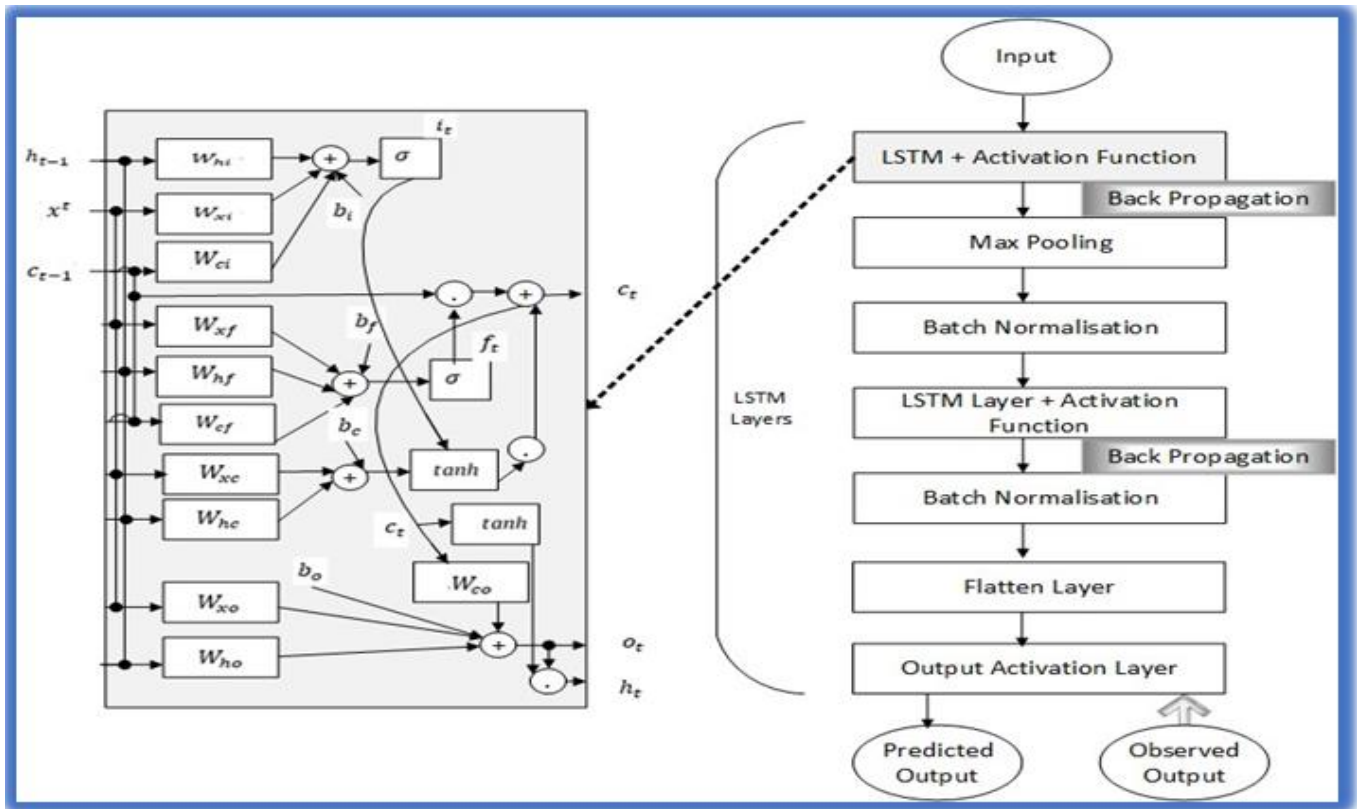 h_{t-1}
x^t
c_{t-1}
W_{hi}
W_{xi}
W_{ci}
W_{xf}
W_{hf}
W_{cf}
W_{xc}
W_{hc}
W_{xo}
W_{ho}
+
b_i
i_t
σ
b_f
+
f_t
σ
.
+
b_c
+
tanh
.
c_t
tanh
W_{co}
b_o
+
.
c_t
o_t
h_t
LSTM
Layers
Input
LSTM + Activation Function
Back Propagation
Max Pooling
Batch Normalisation
LSTM Layer + Activation
Function
Back Propagation
Batch Normalisation
Flatten Layer
Output Activation Layer
Predicted
Output
Observed
Output